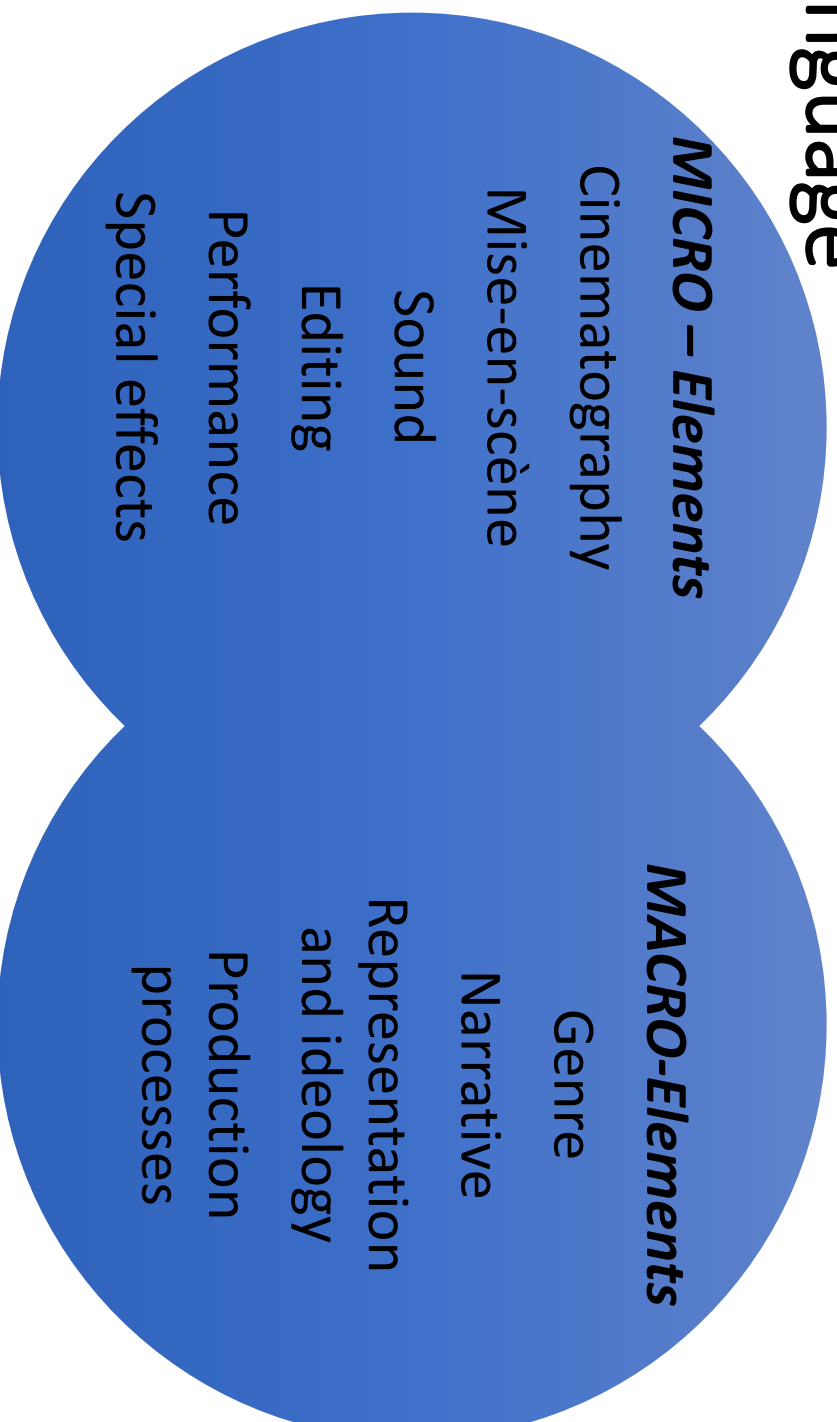 nguage
MICRO – Elements
Cinematography
Mise-en-scène
Sound
Editing
Performance
Special effects
MACRO-Elements
Genre
Narrative
Representation
and ideology
Production
processes